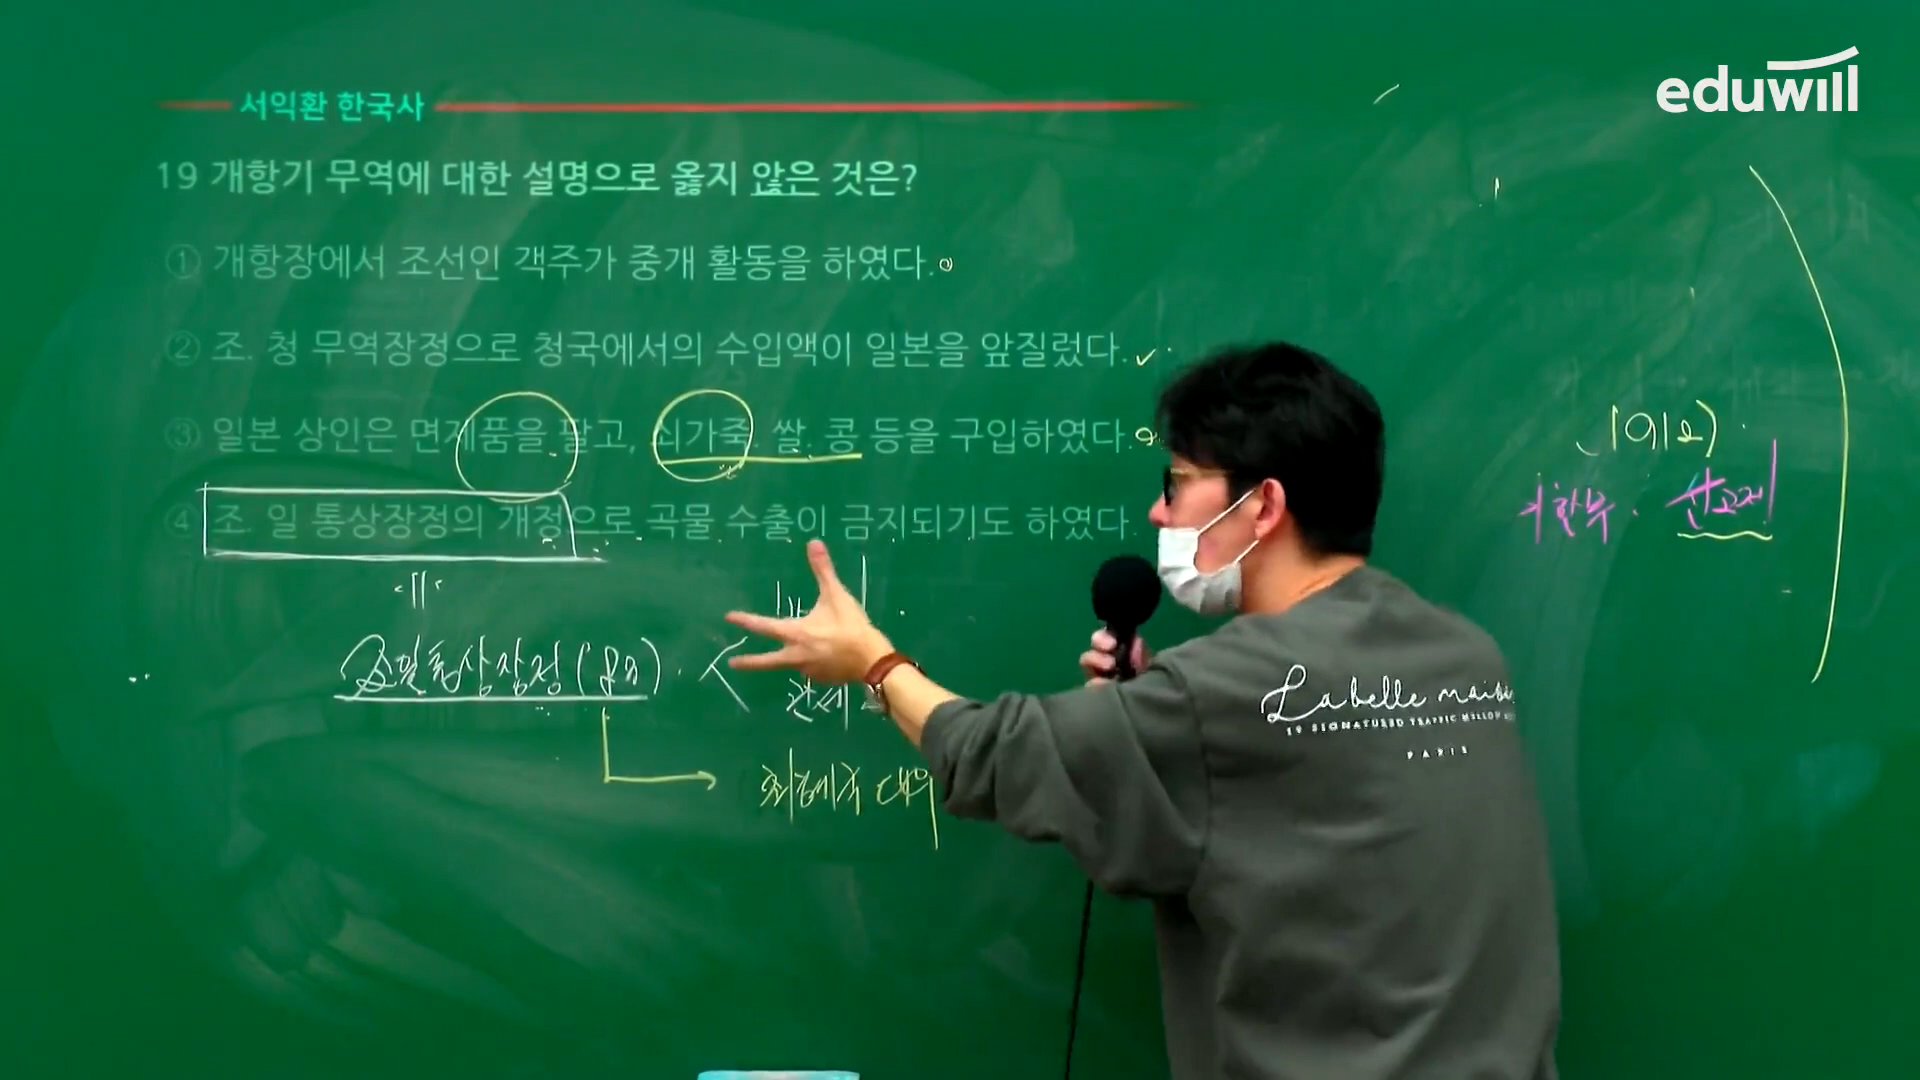 eduwill
서익환 한국사
19 개항기 무역에 대한 설명으로 옳지 않은 것은?
① 개항장에서 조선인 객주가 중개 활동을 하였다.
② 조. 청 무역장정으로 청국에서의 수입액이 일본을 앞질렀다.
③ 일본 상인은 면제품을 팔고, 쇠가죽. 쌀. 콩 등을 구입하였다.
④ 조. 일 통상장정의 개정으로 곡물 수출이 금지되기도 하였다.
조일통상장정
관세
최혜국 대우
선고제
Labelle
PARIS